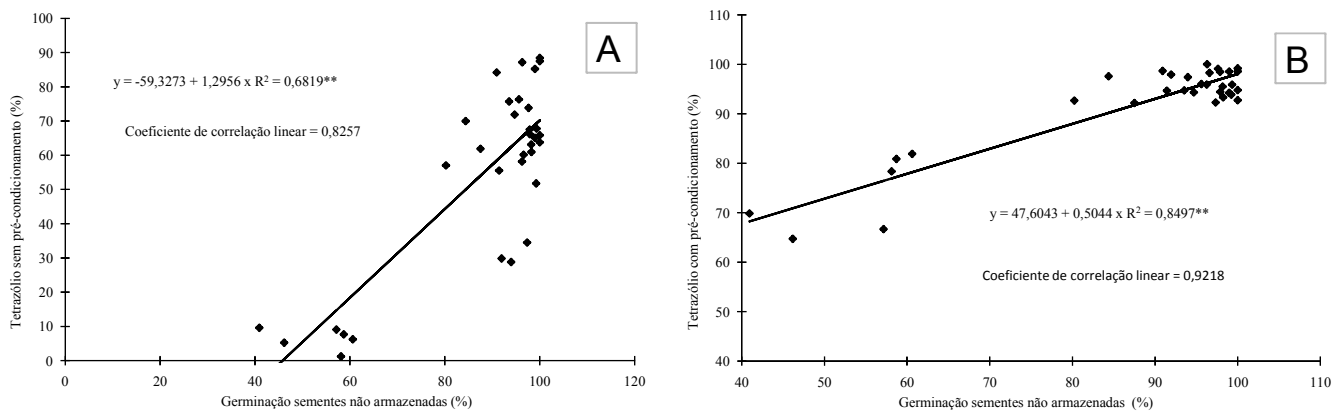 A
y = -59,3273 + 1,2956 x R² = 0,6819**
Coeficiente de correlação linear = 0,8257
Tetrazólio sem pré-condicionamento (%)
100
90
80
70
60
50
40
30
20
10
0
0 20 40 60 80 100 120
Germinação sementes não armazenadas (%)
B
y = 47,6043 + 0,5044 x R² = 0,8497**
Coeficiente de correlação linear = 0,9218
Tetrazólio com pré-condicionamento (%)
110
100
90
80
70
60
50
40
40 50 60 70 80 90 100 110
Germinação sementes não armazenadas (%)